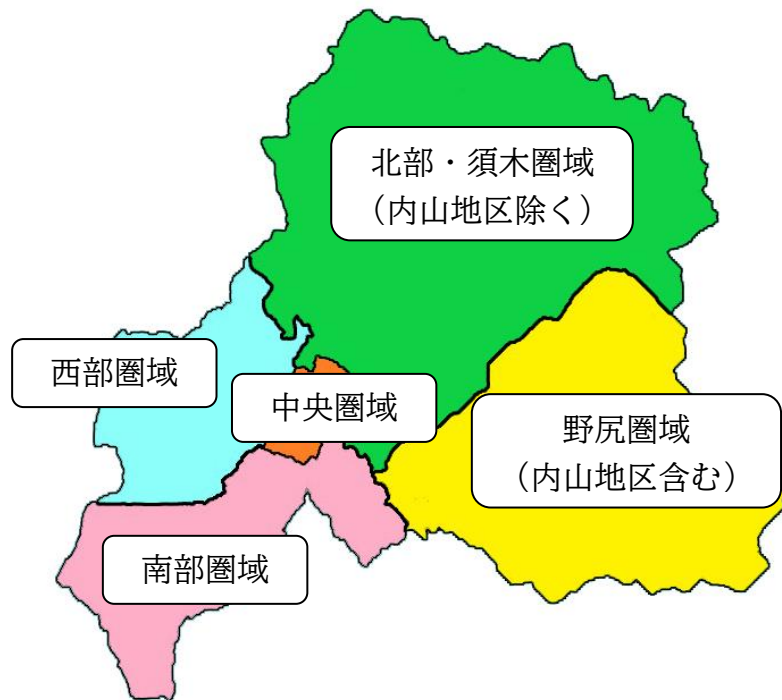 北部・須木圏域
（内山地区除く）
西部圏域
中央圏域
野尻圏域
（内山地区含む）
南部圏域